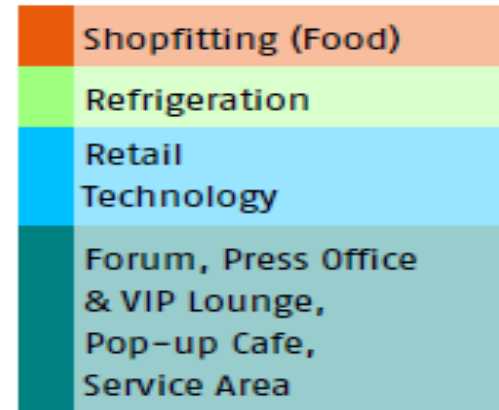 Shopfitting (Food)
Refrigeration
Retail
Technology
Forum, Press Office
& VIP Lounge,
Pop-up Cafe,
Service Area